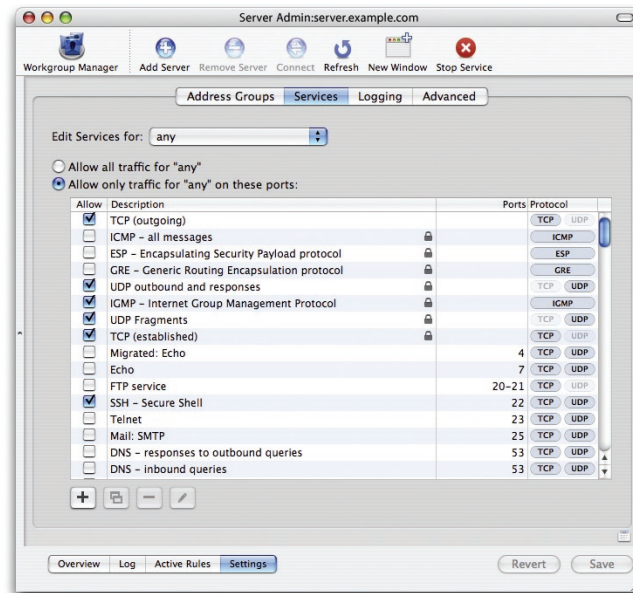 Server Admin:server.example.com
Workgroup Manager Add Server Remove Server Connect Refresh New Window Stop Service
Address Groups Services Logging Advanced
Edit Services for: any
Allow all traffic for "any"
Allow only traffic for "any" on these ports:
Allow Description Ports Protocol
TCP (outgoing) TCP UDP
ICMP – all messages ICMP
ESP – Encapsulating Security Payload protocol ESP
GRE – Generic Routing Encapsulation protocol GRE
UDP outbound and responses TCP UDP
IGMP – Internet Group Management Protocol IGMP
UDP Fragments TCP UDP
TCP (established) TCP UDP
Migrated: Echo 4 TCP UDP
Echo 7 TCP UDP
FTP service 20–21 TCP UDP
SSH – Secure Shell 22 TCP UDP
Telnet 23 TCP UDP
Mail: SMTP 25 TCP UDP
DNS – responses to outbound queries 53 TCP UDP
DNS – inbound queries 53 TCP UDP
Overview Log Active Rules Settings Revert Save